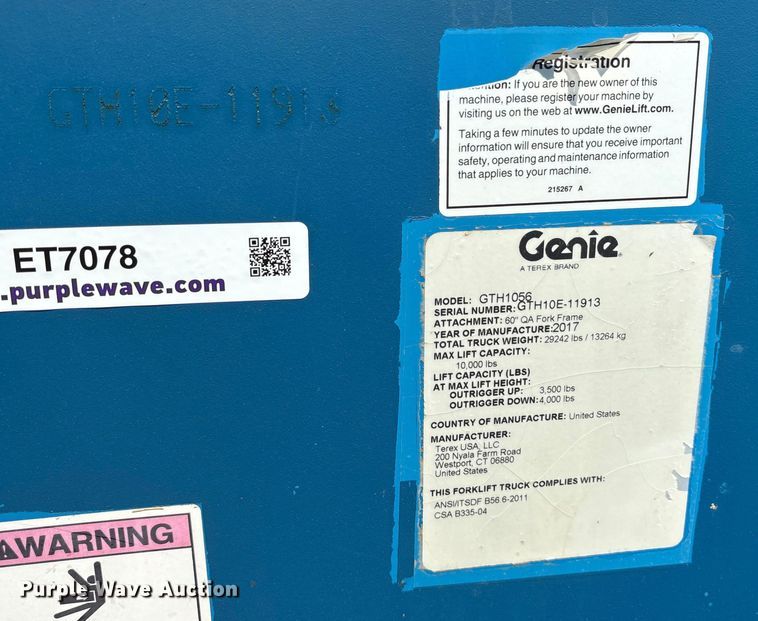 GTH10E-11913
Registration
If you are the new owner of this
machine, please register your machine by
visiting us on the web at www.GenieLift.com.
Taking a few minutes to update the owner
information will ensure that you receive important
safety, operating and maintenance information
that applies to your machine.
215267 A
ET7078
.purplewave.com
Genie
A TEREX BRAND
MODEL: GTH1056
SERIAL NUMBER: GTH10E-11913
ATTACHMENT: 60" QA Fork Frame
YEAR OF MANUFACTURE: 2017
TOTAL TRUCK WEIGHT: 29242 lbs / 13264 kg
MAX LIFT CAPACITY:
10,000 lbs
LIFT CAPACITY (LBS)
AT MAX LIFT HEIGHT:
OUTRIGGER UP: 3,500 lbs
OUTRIGGER DOWN: 4,000 lbs
COUNTRY OF MANUFACTURE: United States
MANUFACTURER:
Terex USA, LLC
200 Nyala Farm Road
Westport, CT 06880
United States
THIS FORKLIFT TRUCK COMPLIES WITH:
ANSI/ITSDF B56.6-2011
CSA B335-04
WARNING
Purple Wave Auction